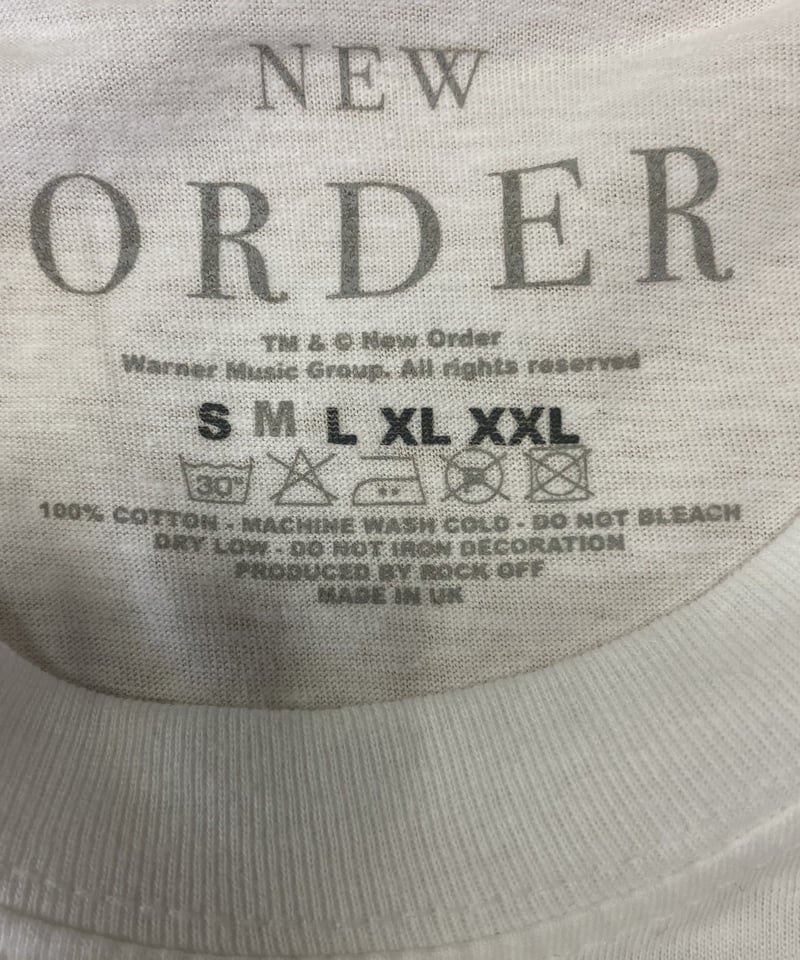 NEW
ORDER
TM & © New Order
Warner Music Group. All rights reserved
S M L XL XXL
30° P
100% COTTON - MACHINE WASH COLD - DO NOT BLEACH
DRY LOW - DO NOT IRON DECORATION
PRODUCED BY ROCK OFF
MADE IN UK